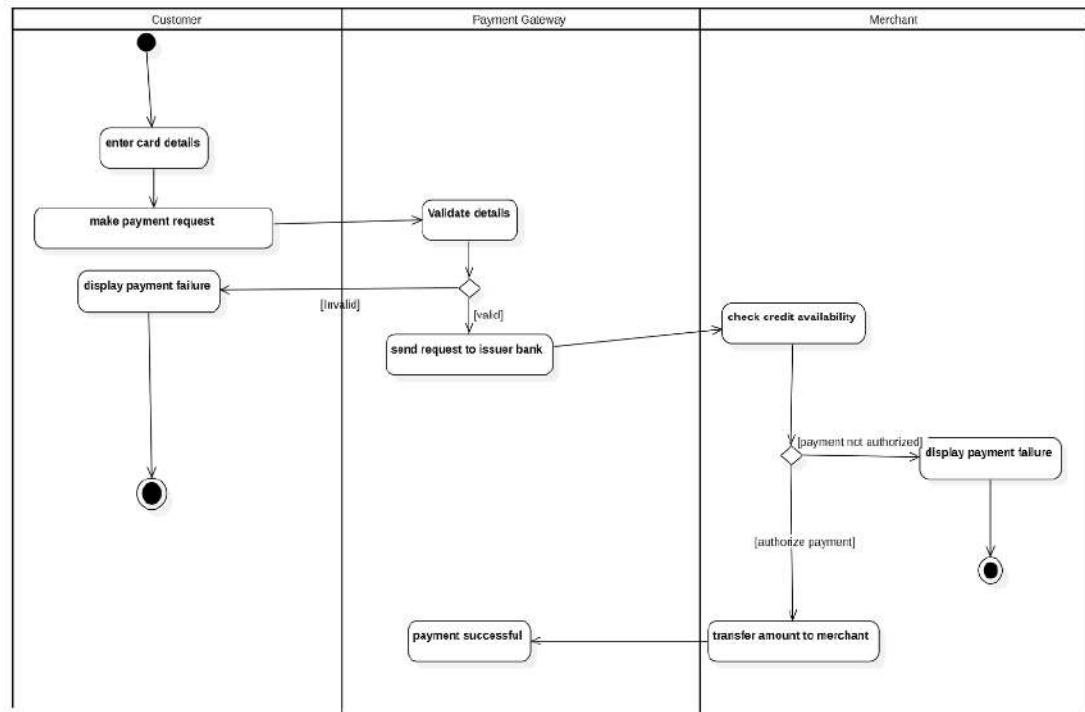 Customer
Payment Gateway
Merchant
enter card details
make payment request
Validate details
display payment failure
[Invalid]
[valid]
send request to issuer bank
check credit availability
[payment not authorized]
display payment failure
[authorize payment]
payment successful
transfer amount to merchant